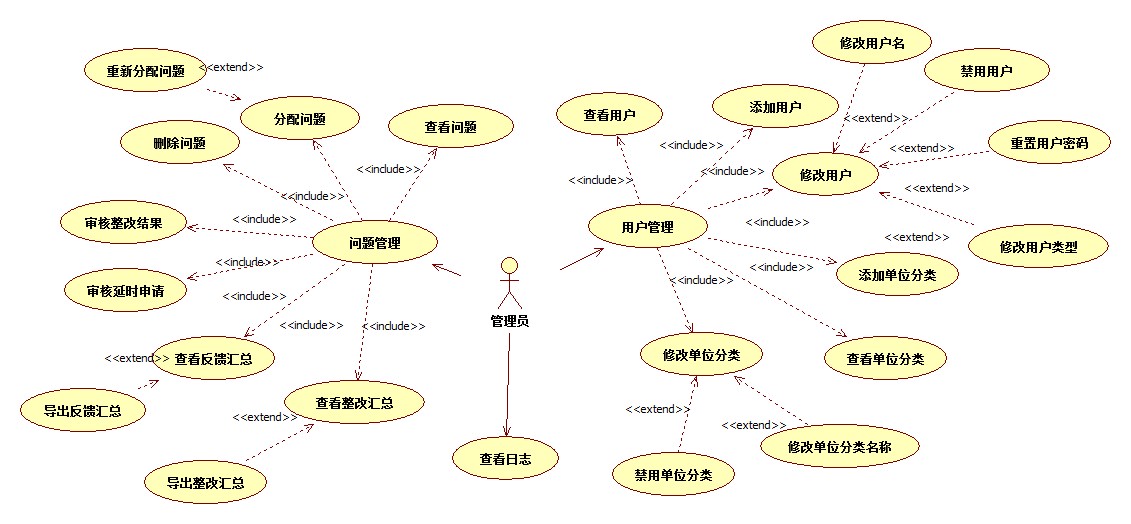 修改用户名
重新分配问题
<<extend>>
禁用用户
查看用户
添加用户
分配问题
查看问题
<<extend>>
删除问题
<<include>>
重置用户密码
<<extend>>
<<include>>
<<include>>
修改用户
<<include>>
<<include>>
<<extend>>
审核整改结果
<<include>>
用户管理
<<include>>
问题管理
<<extend>>
修改用户类型
<<include>>
<<include>>
添加单位分类
<<include>>
审核延时申请
<<include>>
管理员
<<include>>
<<include>>
<<extend>>
查看反馈汇总
修改单位分类
查看单位分类
查看整改汇总
导出反馈汇总
<<extend>>
<<extend>>
<<extend>>
修改单位分类名称
查看日志
禁用单位分类
导出整改汇总